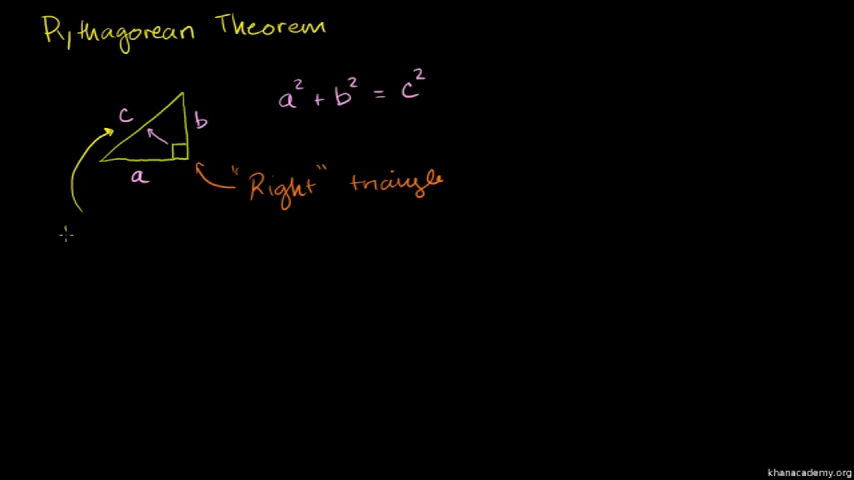 Pythagorean Theorem
c
b
a² + b² = c²
a
"Right" triangle
khanacademy.org